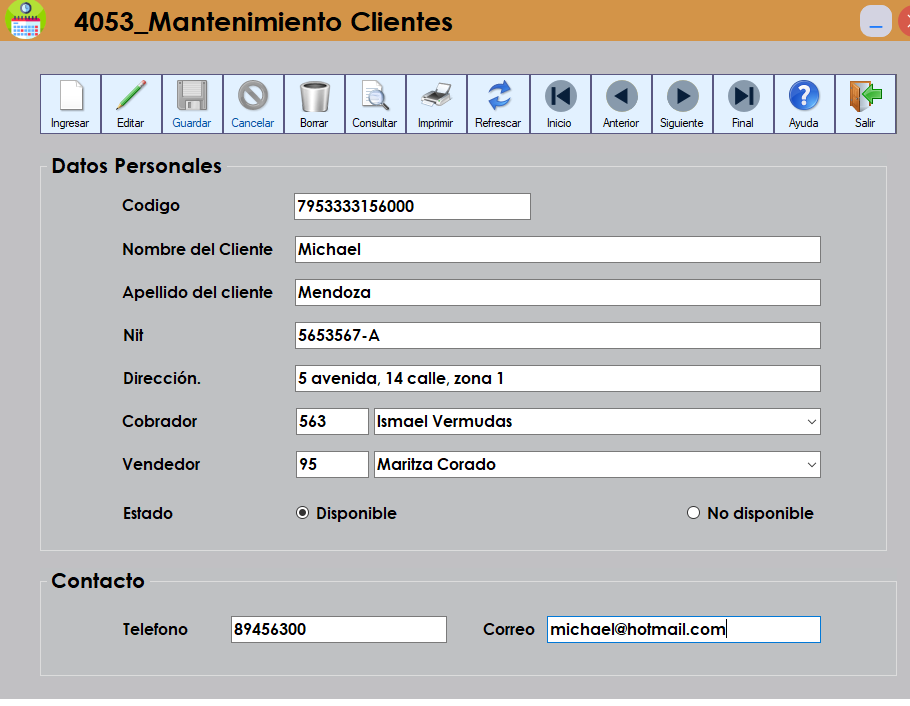 4053_Mantenimiento Clientes
Ingresar Editar Guardar Cancelar Borrar Consultar Imprimir Refrescar Inicio Anterior Siguiente Final Ayuda Salir
Datos Personales
Codigo 7953333156000
Nombre del Cliente Michael
Apellido del cliente Mendoza
Nit 5653567-A
Dirección. 5 avenida, 14 calle, zona 1
Cobrador 563 Ismael Vermudas
Vendedor 95 Maritza Corado
Estado Disponible No disponible
Contacto
Telefono 89456300 Correo michael@hotmail.com